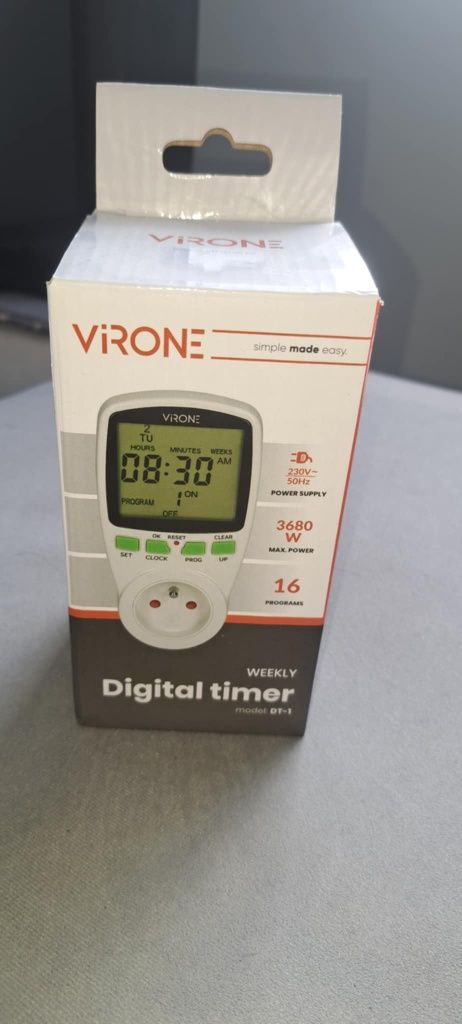 ViRONE
ViRONE
simple made easy.
ViRONE
2
TU
HOURS MINUTES WEEKS
08:30 AM
PROGRAM 1 ON
OFF
OK RESET CLEAR
SET CLOCK PROG UP
230V~
50Hz
POWER SUPPLY
3680
W
MAX. POWER
16
PROGRAMS
WEEKLY
Digital timer
model: DT-1